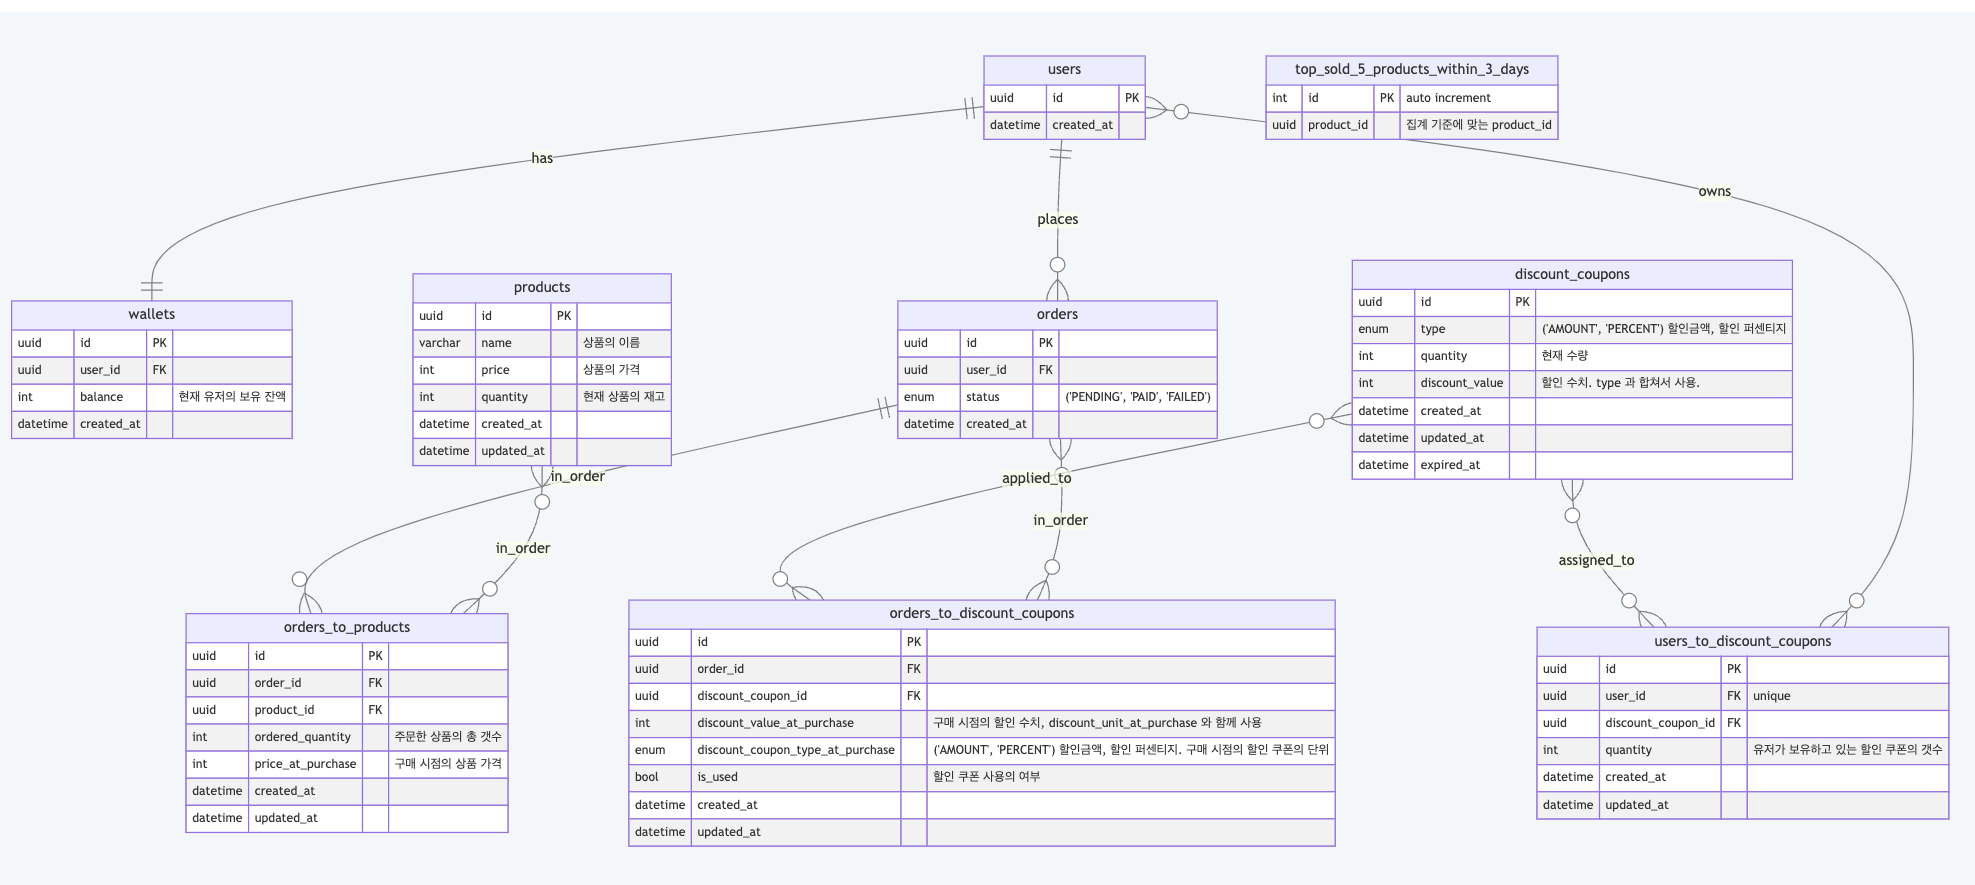 users
uuid id PK
datetime created_at
top_sold_5_products_within_3_days
int id PK auto increment
uuid product_id 집계 기준에 맞는 product_id
has
owns
places
wallets
uuid id PK
uuid user_id FK
int balance 현재 유저의 보유 잔액
datetime created_at
products
uuid id PK
varchar name 상품의 이름
int price 상품의 가격
int quantity 현재 상품의 재고
datetime created_at
datetime updated_at
orders
uuid id PK
uuid user_id FK
enum status ('PENDING', 'PAID', 'FAILED')
datetime created_at
discount_coupons
uuid id PK
enum type ('AMOUNT', 'PERCENT') 할인금액, 할인 퍼센티지
int quantity 현재 수량
int discount_value 할인 수치. type 과 합쳐서 사용.
datetime created_at
datetime updated_at
datetime expired_at
in_order
applied_to
in_order
in_order
assigned_to
orders_to_products
uuid id PK
uuid order_id FK
uuid product_id FK
int ordered_quantity 주문한 상품의 총 갯수
int price_at_purchase 구매 시점의 상품 가격
datetime created_at
datetime updated_at
orders_to_discount_coupons
uuid id PK
uuid order_id FK
uuid discount_coupon_id FK
int discount_value_at_purchase 구매 시점의 할인 수치, discount_unit_at_purchase 와 함께 사용
enum discount_coupon_type_at_purchase ('AMOUNT', 'PERCENT') 할인금액, 할인 퍼센티지. 구매 시점의 할인 쿠폰의 단위
bool is_used 할인 쿠폰 사용의 여부
datetime created_at
datetime updated_at
users_to_discount_coupons
uuid id PK
uuid user_id FK unique
uuid discount_coupon_id FK
int quantity 유저가 보유하고 있는 할인 쿠폰의 갯수
datetime created_at
datetime updated_at